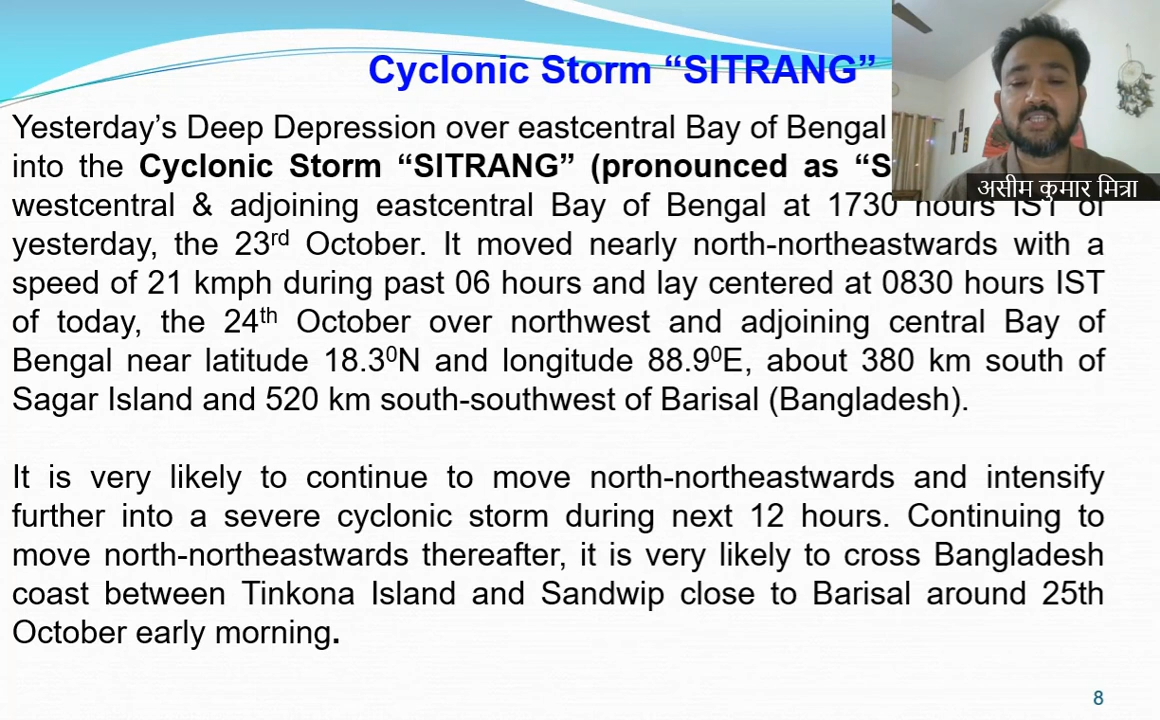 Cyclonic Storm “SITRANG”
Yesterday’s Deep Depression over eastcentral Bay of Bengal
into the Cyclonic Storm “SITRANG” (pronounced as “S
असीम कुमार मित्रा
westcentral & adjoining eastcentral Bay of Bengal at 1730 hours IST of
yesterday, the 23rd October. It moved nearly north-northeastwards with a
speed of 21 kmph during past 06 hours and lay centered at 0830 hours IST
of today, the 24th October over northwest and adjoining central Bay of
Bengal near latitude 18.3⁰N and longitude 88.9⁰E, about 380 km south of
Sagar Island and 520 km south-southwest of Barisal (Bangladesh).
It is very likely to continue to move north-northeastwards and intensify
further into a severe cyclonic storm during next 12 hours. Continuing to
move north-northeastwards thereafter, it is very likely to cross Bangladesh
coast between Tinkona Island and Sandwip close to Barisal around 25th
October early morning.
8